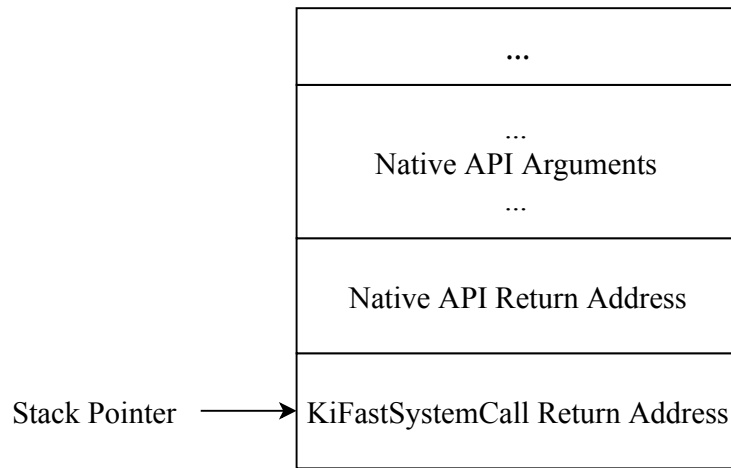 ...
...
Native API Arguments
...
Native API Return Address
Stack Pointer
KiFastSystemCall Return Address